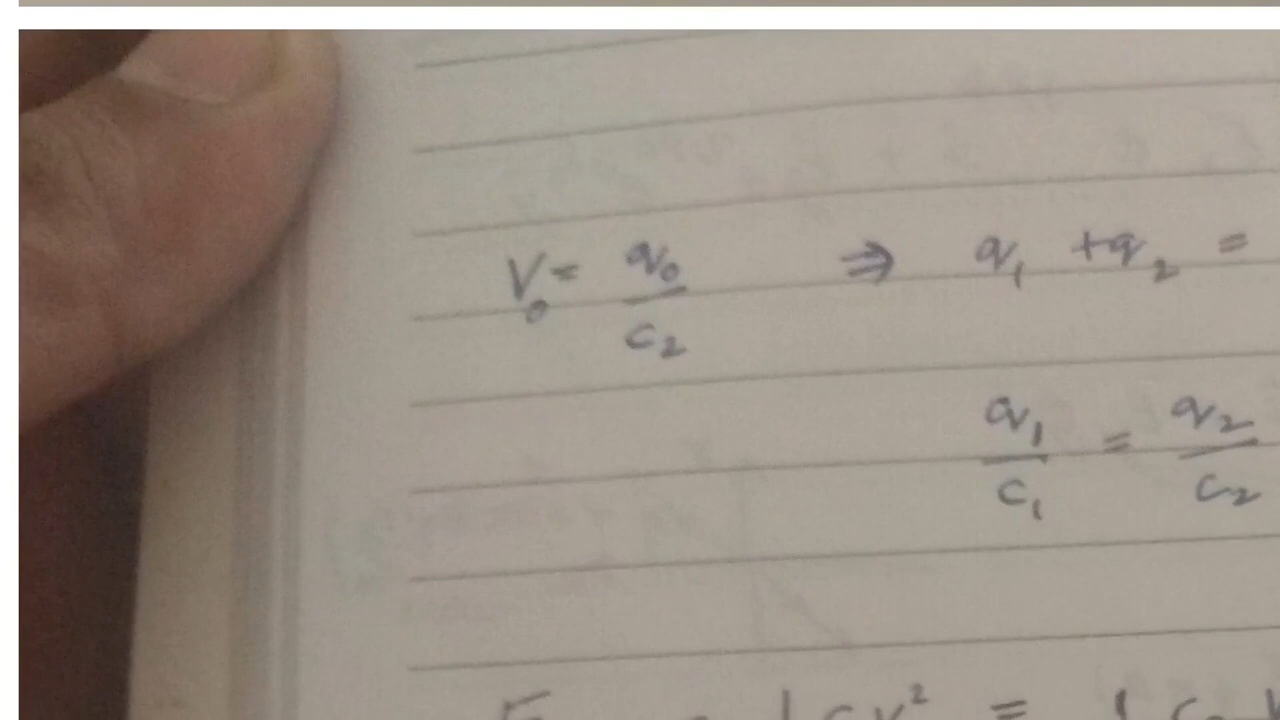 V₀ = q₀/c₂ ⇒ q₁ + q₂ =
q₁/c₁ = q₂/c₂